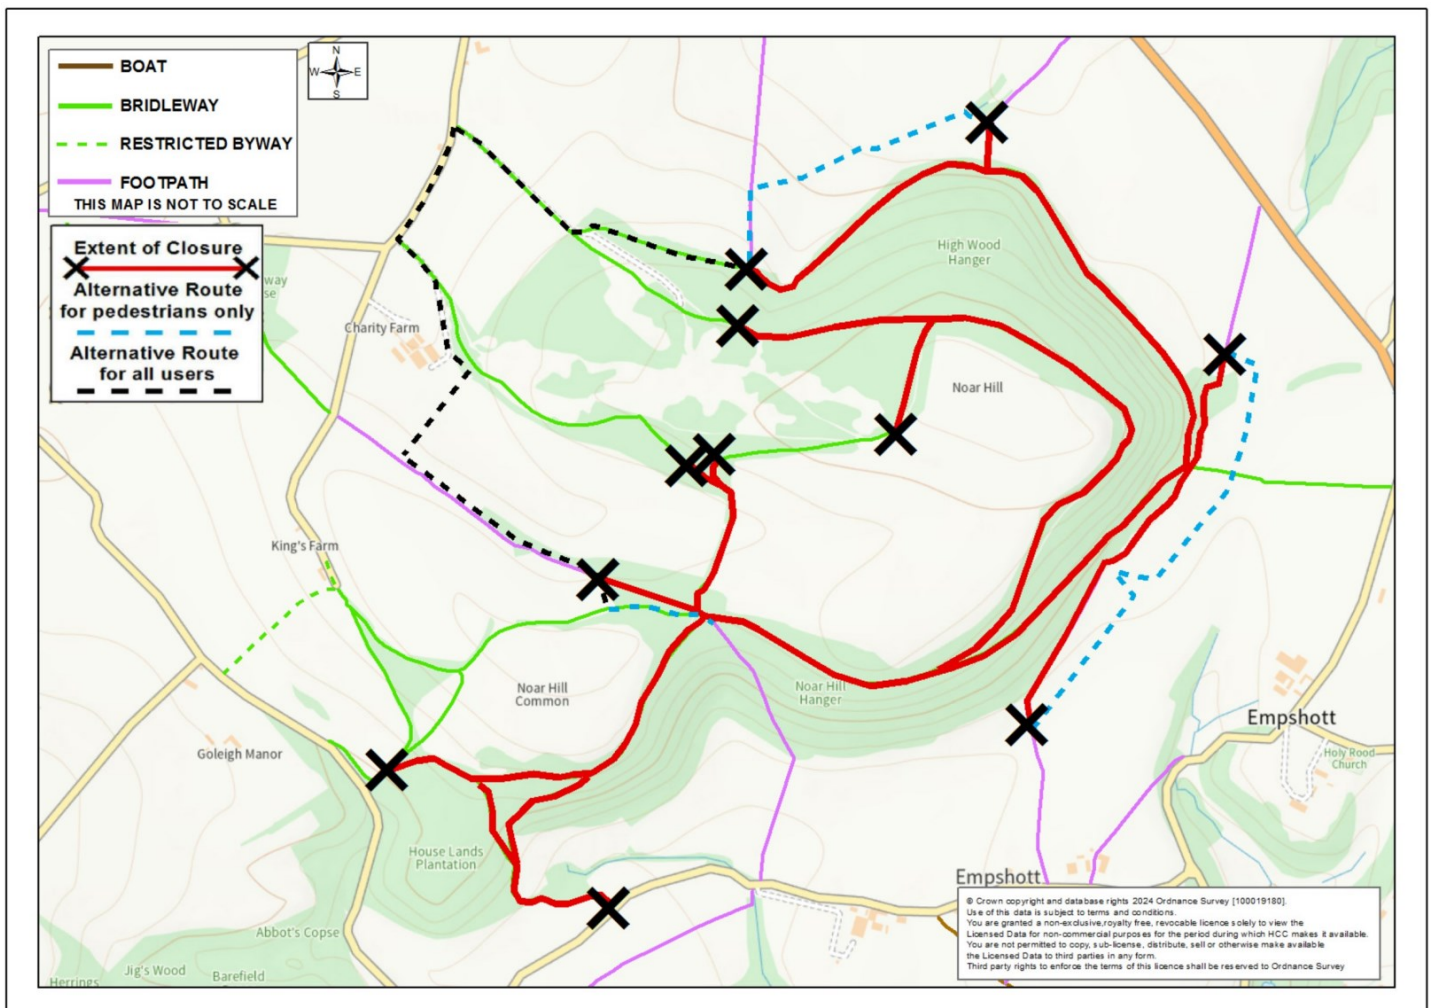 BOAT
BRIDLEWAY
RESTRICTED BYWAY
FOOTPATH
THIS MAP IS NOT TO SCALE
N
W E
S
Extent of Closure
Alternative Route
for pedestrians only
Alternative Route
for all users
way
se
Charity Farm
High Wood
Hanger
Noar Hill
King's Farm
Noar Hill
Common
Noar Hill
Hanger
Goleigh Manor
Empshott
Holy Rood
Church
House Lands
Plantation
Empshott
Abbot's Copse
Jig's Wood
Barefield
Herrings
© Crown copyright and database rights 2024 Ordnance Survey [100019180].
Use of this data is subject to terms and conditions.
You are granted a non-exclusive,royalty free, revocable licence solely to view the
Licensed Data for non-commercial purposes for the period during which HCC makes it available.
You are not permitted to copy, sub-license, distribute, sell or otherwise make available
the Licensed Data to third parties in any form.
Third party rights to enforce the terms of this licence shall be reserved to Ordnance Survey